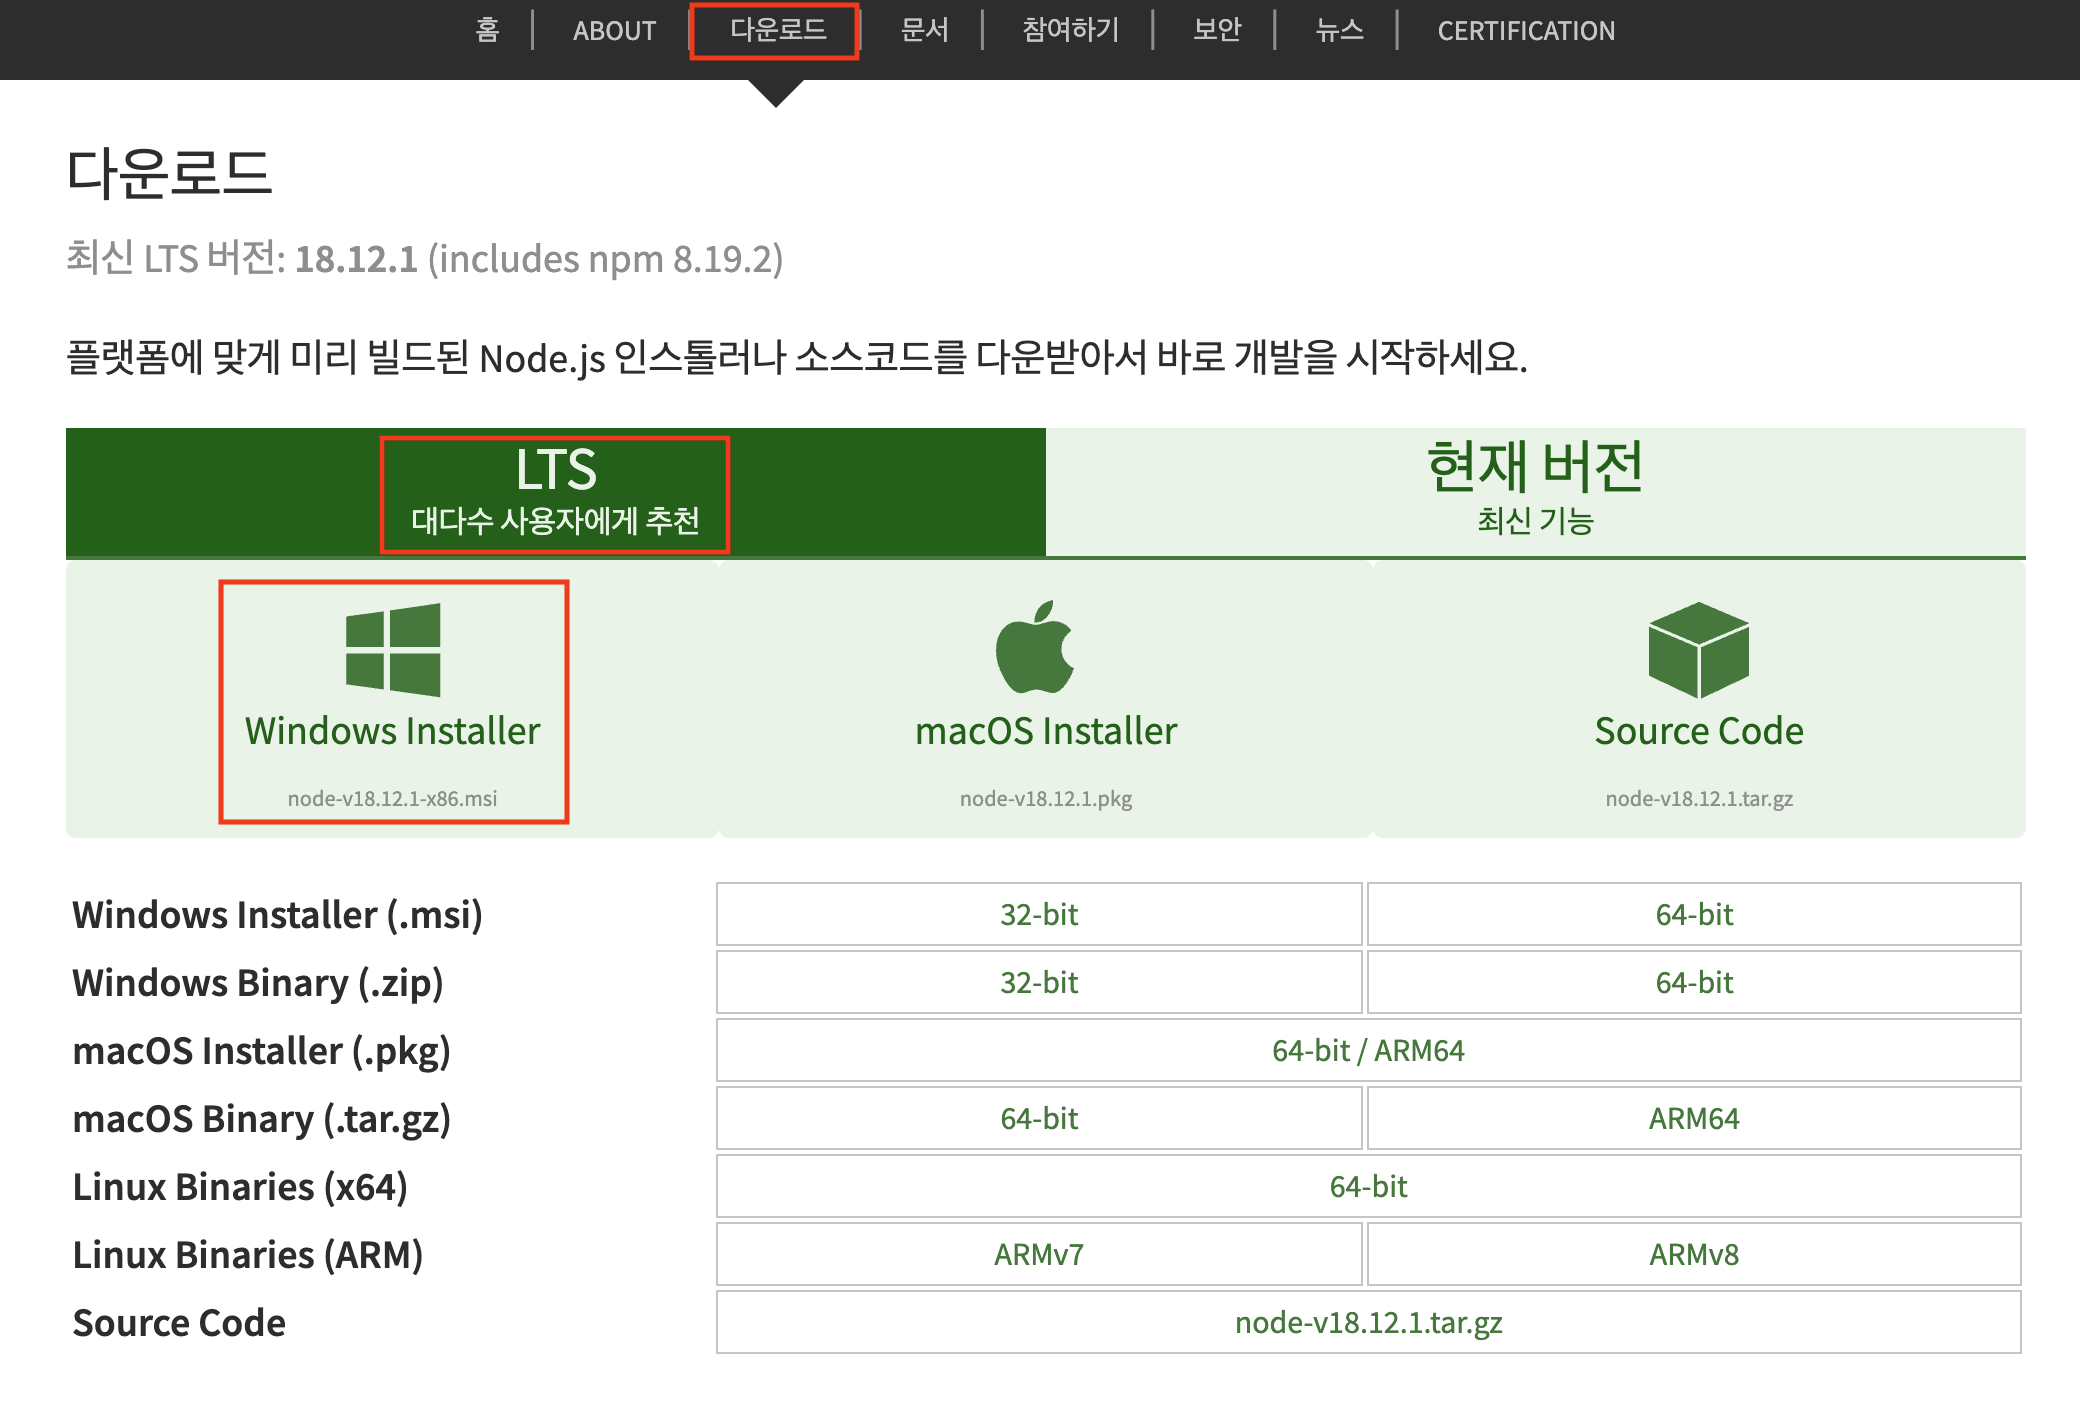 홈 ABOUT 다운로드 문서 참여하기 보안 뉴스 CERTIFICATION
다운로드
최신 LTS 버전: 18.12.1 (includes npm 8.19.2)
플랫폼에 맞게 미리 빌드된 Node.js 인스톨러나 소스코드를 다운받아서 바로 개발을 시작하세요.
LTS
대다수 사용자에게 추천
현재 버전
최신 기능
Windows Installer
node-v18.12.1-x86.msi
macOS Installer
node-v18.12.1.pkg
Source Code
node-v18.12.1.tar.gz
Windows Installer (.msi) 32-bit 64-bit
Windows Binary (.zip) 32-bit 64-bit
macOS Installer (.pkg) 64-bit / ARM64
macOS Binary (.tar.gz) 64-bit ARM64
Linux Binaries (x64) 64-bit
Linux Binaries (ARM) ARMv7 ARMv8
Source Code node-v18.12.1.tar.gz